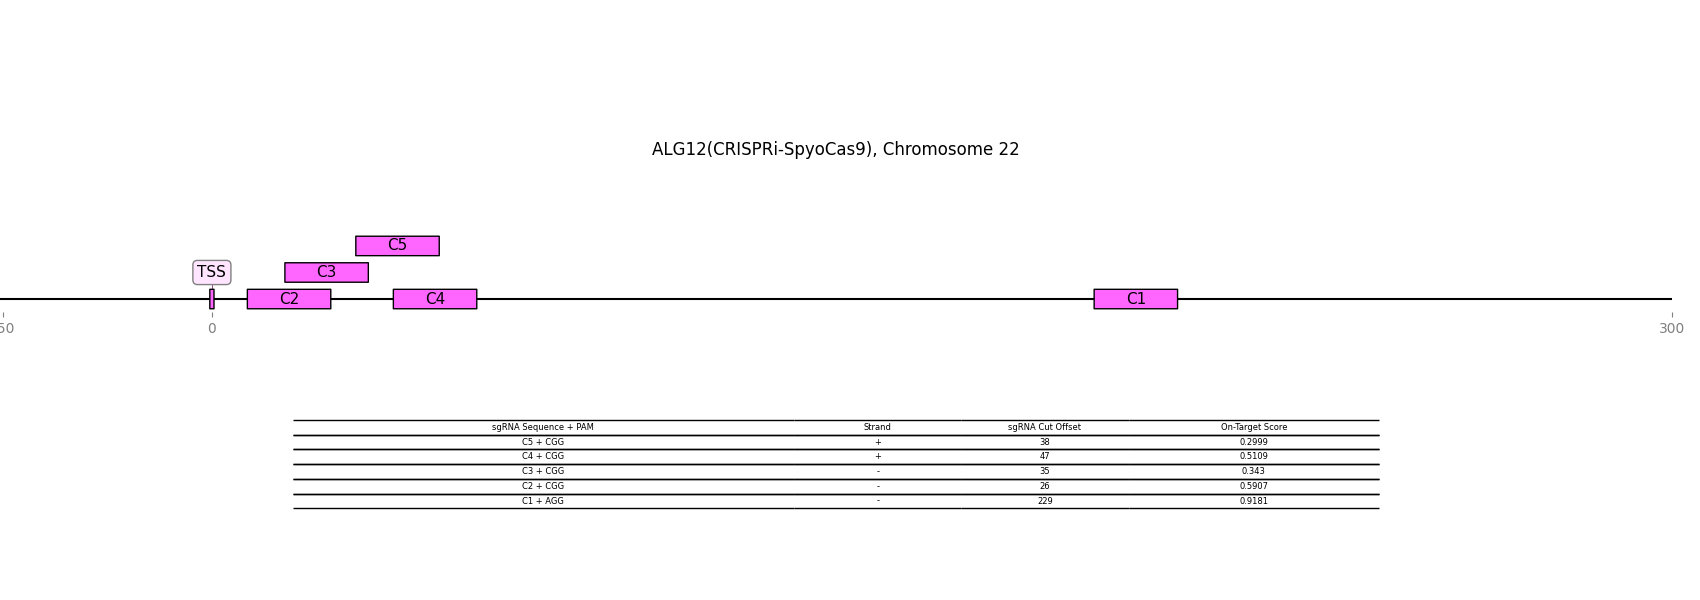 ALG12(CRISPRi-SpyoCas9), Chromosome 22
C5
TSS C3
C2 C4 C1
50 0 300
sgRNA Sequence + PAM Strand sgRNA Cut Offset On-Target Score
C5 + CGG + 38 0.2999
C4 + CGG + 47 0.5109
C3 + CGG - 35 0.343
C2 + CGG - 26 0.5907
C1 + AGG - 229 0.9181